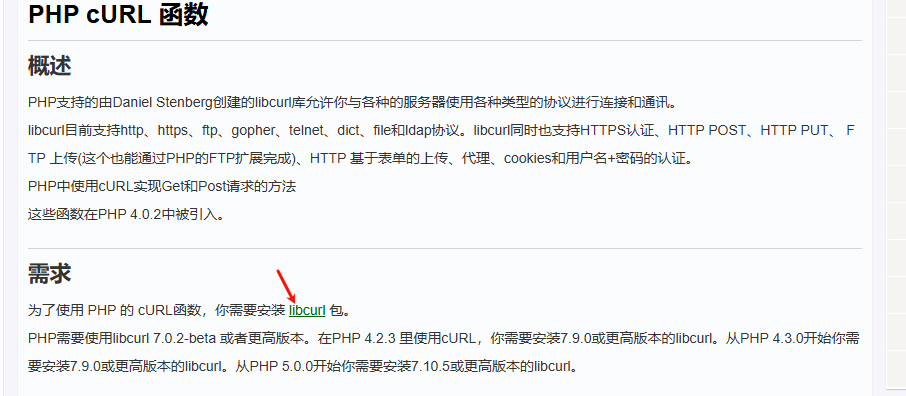 PHP cURL 函数
概述
PHP支持的由Daniel Stenberg创建的libcurl库允许你与各种的服务器使用各种类型的协议进行连接和通讯。
libcurl目前支持http、https、ftp、gopher、telnet、dict、file和ldap协议。libcurl同时也支持HTTPS认证、HTTP POST、HTTP PUT、 F
TP 上传(这个也能通过PHP的FTP扩展完成)、HTTP 基于表单的上传、代理、cookies和用户名+密码的认证。
PHP中使用cURL实现Get和Post请求的方法
这些函数在PHP 4.0.2中被引入。
需求
为了使用 PHP 的 cURL函数，你需要安装 libcurl 包。
PHP需要使用libcurl 7.0.2-beta 或者更高版本。在PHP 4.2.3 里使用cURL，你需要安装7.9.0或更高版本的libcurl。从PHP 4.3.0开始你需
要安装7.9.0或更高版本的libcurl。从PHP 5.0.0开始你需要安装7.10.5或更高版本的libcurl。